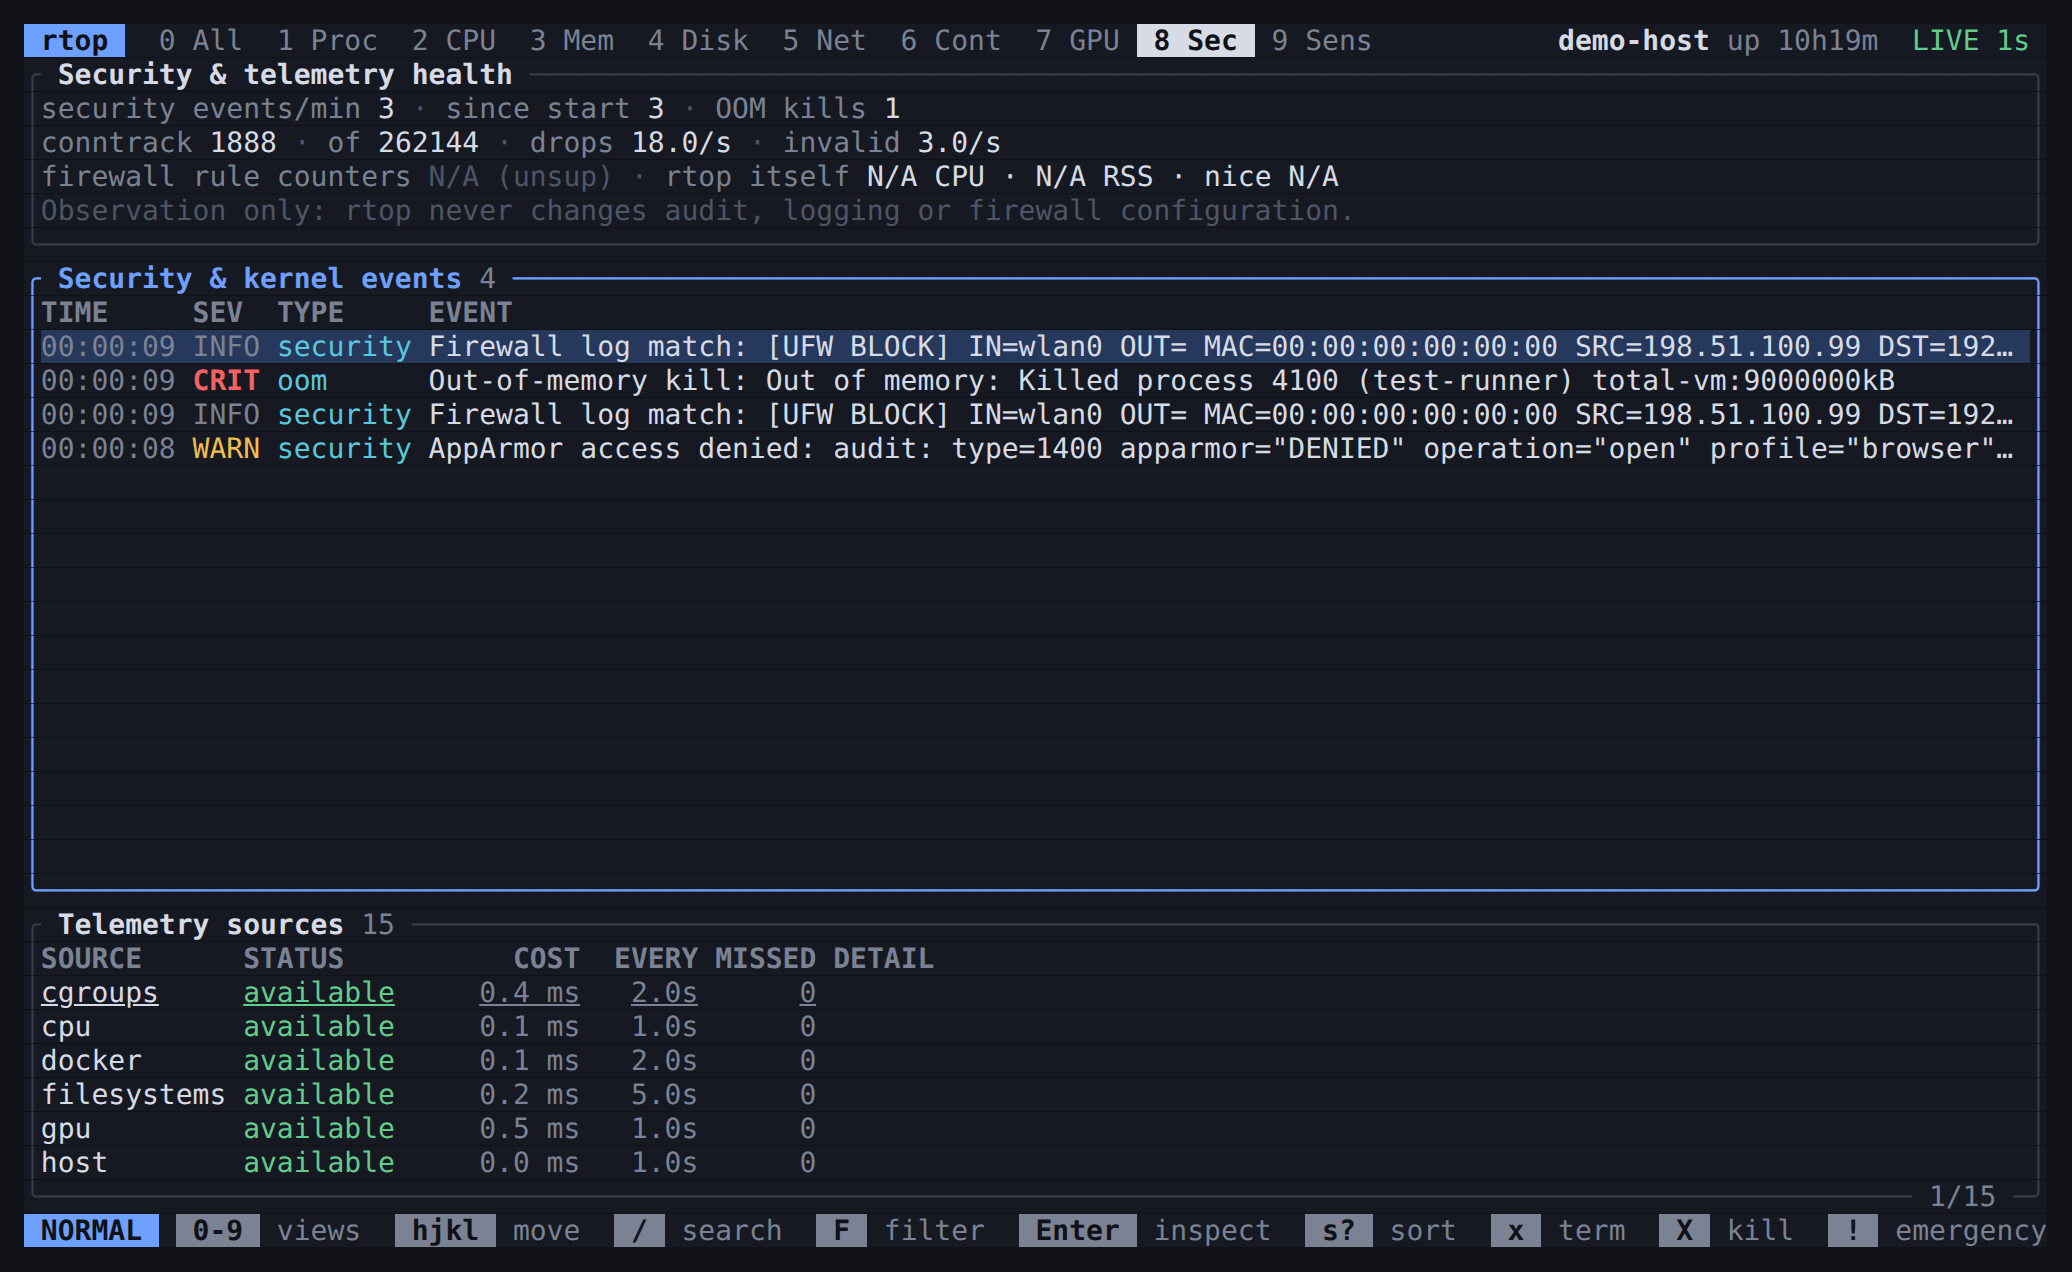 rtop 0 All 1 Proc 2 CPU 3 Mem 4 Disk 5 Net 6 Cont 7 GPU 8 Sec 9 Sens demo-host up 10h19m LIVE 1s
Security & telemetry health
security events/min 3 · since start 3 · OOM kills 1
conntrack 1888 · of 262144 · drops 18.0/s · invalid 3.0/s
firewall rule counters N/A (unsup) · rtop itself N/A CPU · N/A RSS · nice N/A
Observation only: rtop never changes audit, logging or firewall configuration.
Security & kernel events 4
TIME SEV TYPE EVENT
00:00:09 INFO security Firewall log match: [UFW BLOCK] IN=wlan0 OUT= MAC=00:00:00:00:00:00 SRC=198.51.100.99 DST=192…
00:00:09 CRIT oom Out-of-memory kill: Out of memory: Killed process 4100 (test-runner) total-vm:9000000kB
00:00:09 INFO security Firewall log match: [UFW BLOCK] IN=wlan0 OUT= MAC=00:00:00:00:00:00 SRC=198.51.100.99 DST=192…
00:00:08 WARN security AppArmor access denied: audit: type=1400 apparmor="DENIED" operation="open" profile="browser"…
Telemetry sources 15
SOURCE STATUS COST EVERY MISSED DETAIL
cgroups available 0.4 ms 2.0s 0
cpu available 0.1 ms 1.0s 0
docker available 0.1 ms 2.0s 0
filesystems available 0.2 ms 5.0s 0
gpu available 0.5 ms 1.0s 0
host available 0.0 ms 1.0s 0
1/15
NORMAL 0-9 views hjkl move / search F filter Enter inspect s? sort x term X kill ! emergency